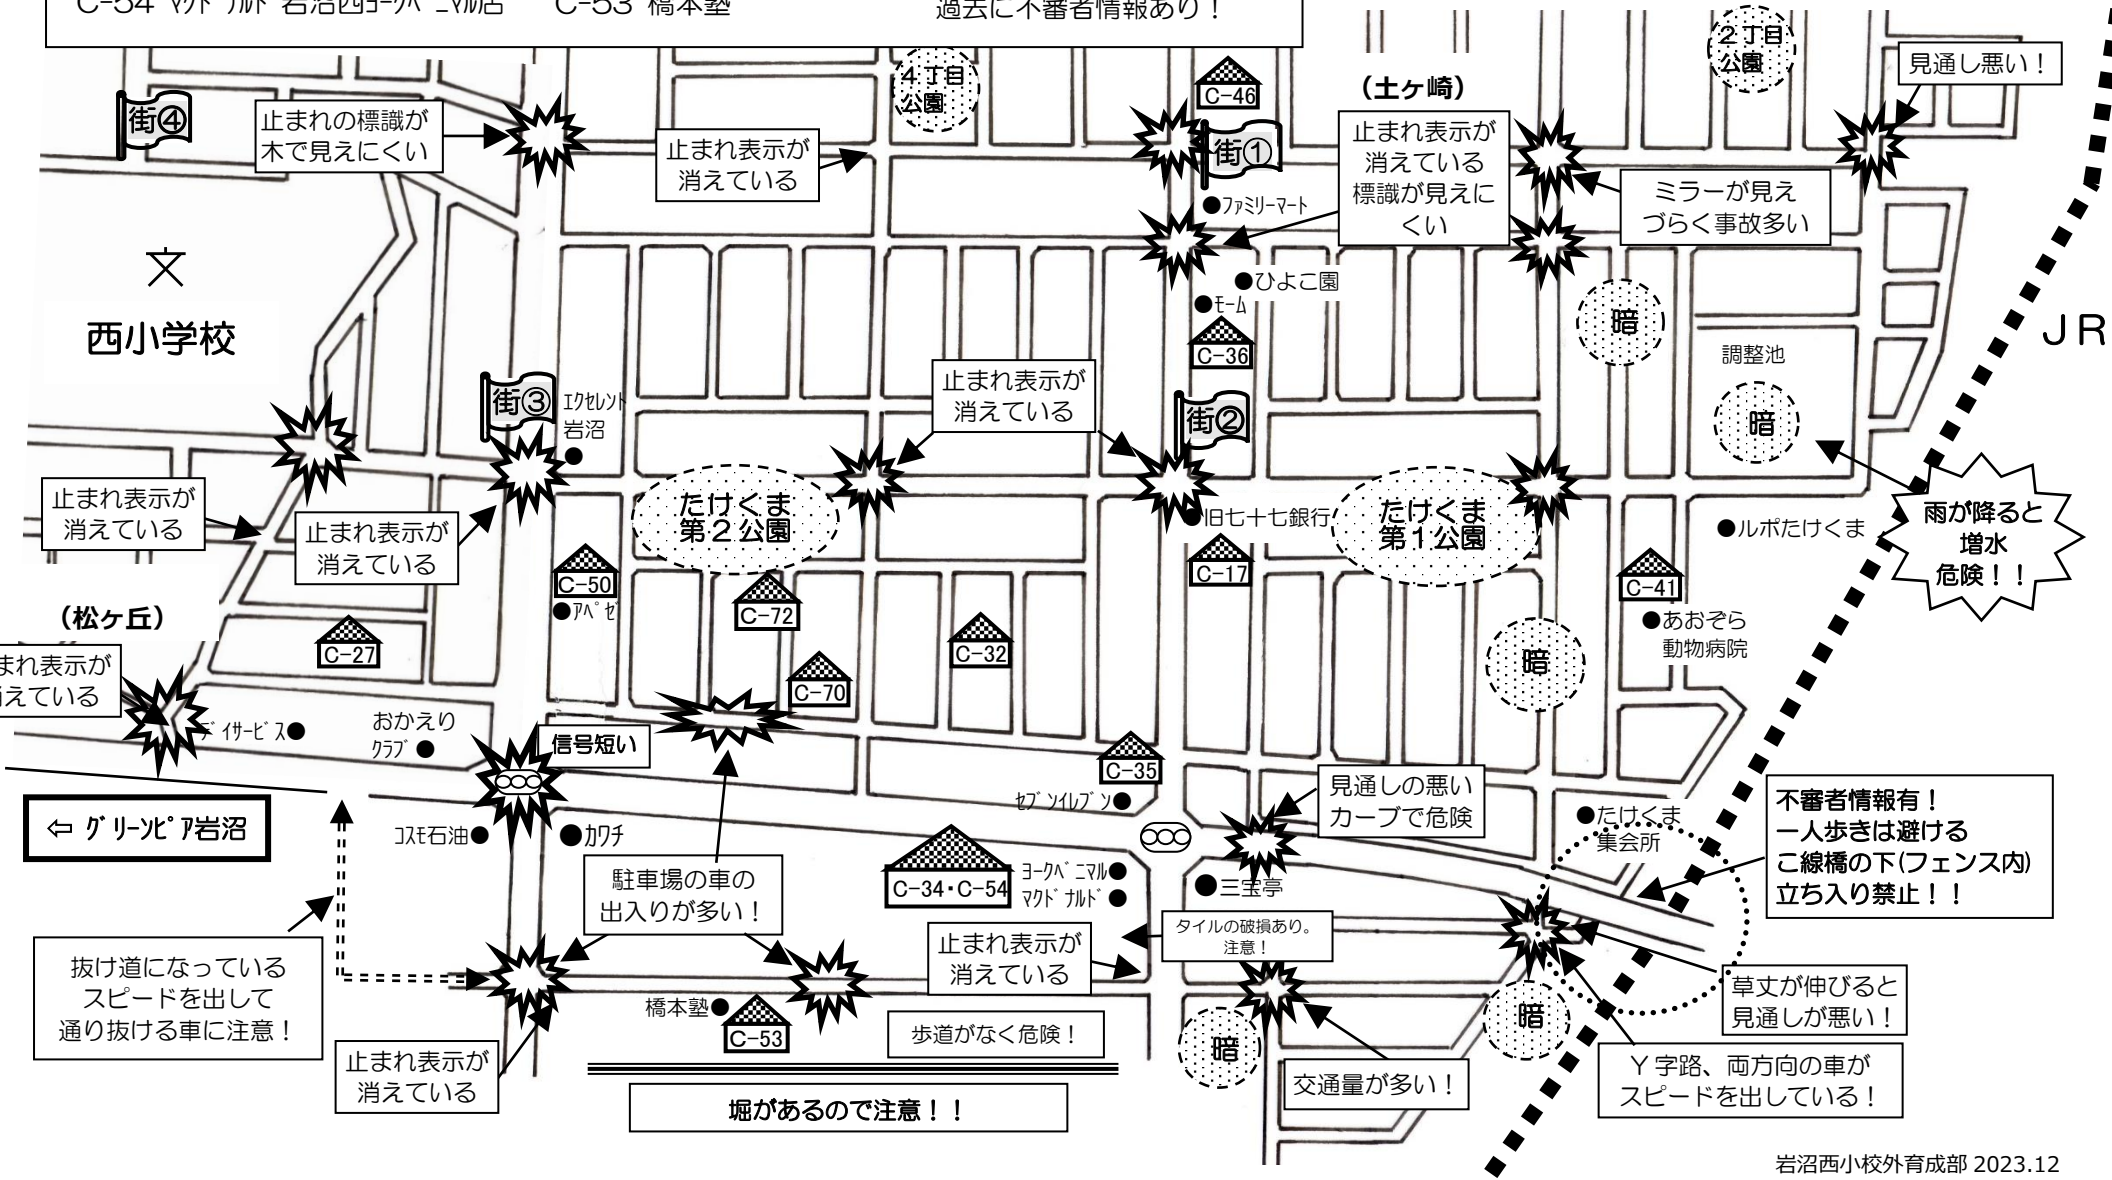 C-54 ﾏｸﾄﾞﾅﾙﾄﾞ岩沼西ﾖｰｸﾍﾞﾆﾏﾙ店
C-53 橋本塾
過去に不審者情報あり！
2丁目
公園
見通し悪い！
4丁目
公園
C-46
（土ヶ崎）
街④
止まれの標識が
木で見えにくい
止まれ表示が
消えている
街①
止まれ表示が
消えている
標識が見えに
くい
ミラーが見え
づらく事故多い
●ﾌｧﾐﾘｰﾏｰﾄ
●ひよこ園
●ﾓｰﾑ
文
西小学校
暗
ＪＲ
C-36
調整池
暗
止まれ表示が
消えている
街③
ｴｸｾﾚﾝﾄ
岩沼
●
街②
止まれ表示が
消えている
止まれ表示が
消えている
たけくま
第２公園
●旧七十七銀行
たけくま
第１公園
●ルポたけくま
雨が降ると
増水
危険！！
C-50
●ｱﾍﾟｾﾞ
C-72
C-17
C-41
（松ヶ丘）
C-27
C-32
暗
●あおぞら
動物病院
まれ表示が
えている
C-70
ﾃﾞｲｻｰﾋﾞｽ●
おかえり
ｸﾗﾌﾞ●
信号短い
C-35
ｾﾌﾞﾝｲﾚﾌﾞﾝ●
見通しの悪い
カーブで危険
●たけくま
集会所
不審者情報有！
一人歩きは避ける
こ線橋の下(フェンス内)
立ち入り禁止！！
⇦ ｸﾞﾘｰﾝﾋﾟｱ岩沼
ｺｽﾓ石油●
●ｶﾜﾁ
駐車場の車の
出入りが多い！
C-34・C-54
ﾖｰｸﾍﾞﾆﾏﾙ●
ﾏｸﾄﾞﾅﾙﾄﾞ●
●三宝亭
タイルの破損あり。
注意！
止まれ表示が
消えている
抜け道になっている
スピードを出して
通り抜ける車に注意！
草丈が伸びると
見通しが悪い！
橋本塾●
C-53
歩道がなく危険！
暗
暗
止まれ表示が
消えている
交通量が多い！
Ｙ字路、両方向の車が
スピードを出している！
堀があるので注意！！
岩沼西小校外育成部 2023.12